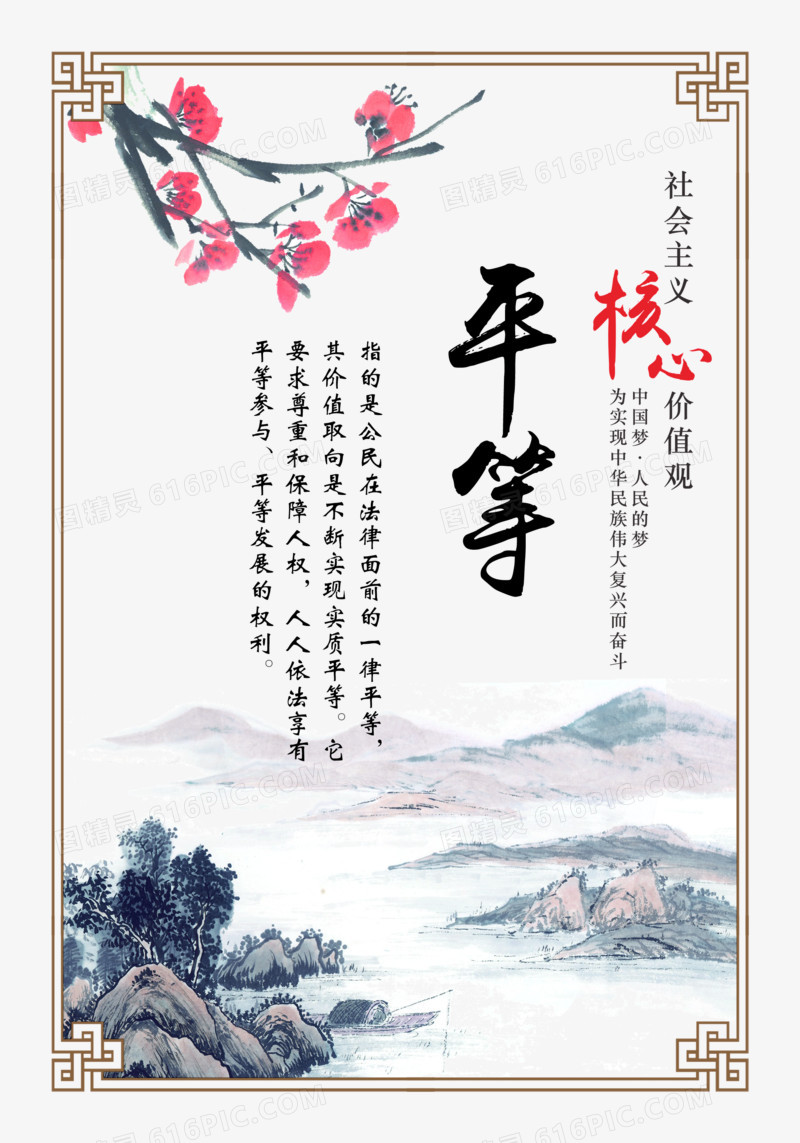 社会主义核心价值观
中国梦·人民的梦
为实现中华民族伟大复兴而奋斗
平等
指的是公民在法律面前的一律平等，
其价值取向是不断实现实质平等。它
要求尊重和保障人权，人人依法享有
平等参与、平等发展的权利。
图精灵 616PIC.COM